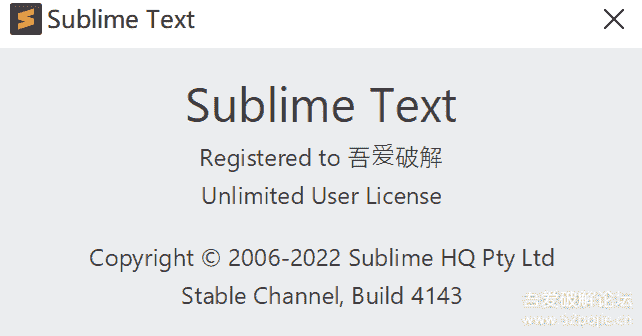 Sublime Text
Sublime Text
Registered to 吾爱破解
Unlimited User License
Copyright © 2006-2022 Sublime HQ Pty Ltd
Stable Channel, Build 4143
吾爱破解论坛
www.52pojie.cn